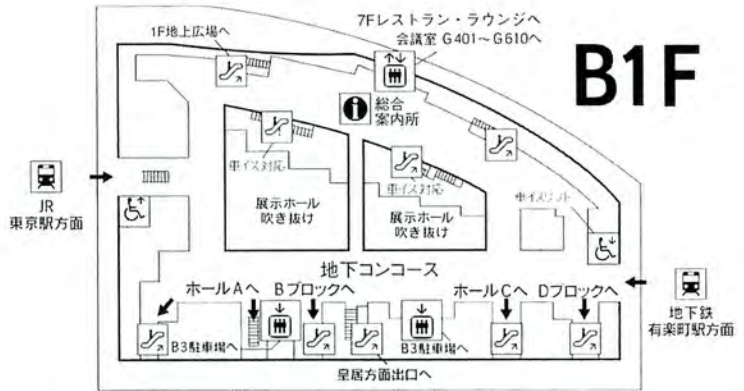 7Fレストラン・ラウンジへ
会議室 G401～G610へ
1F地上広場へ
B1F
総合
案内所
車イス対応
車イス対応
車イスリフト
JR
東京駅方面
展示ホール
吹き抜け
展示ホール
吹き抜け
地下コンコース
ホールAへ
Bブロックへ
ホールCへ
Dブロックへ
地下鉄
有楽町駅方面
B3駐車場へ
B3駐車場へ
皇居方面出口へ